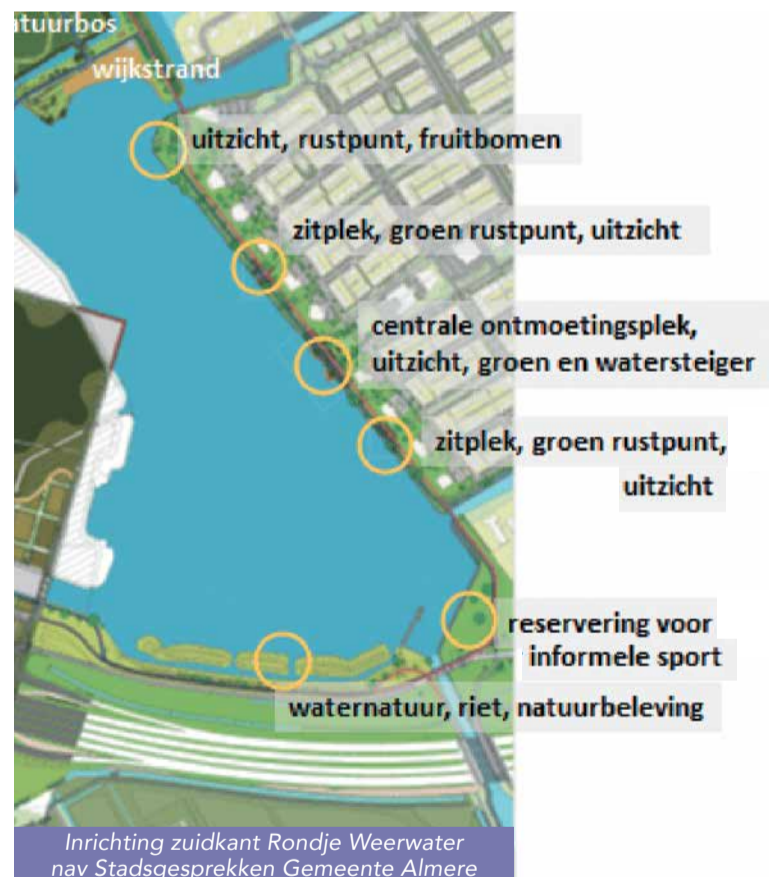 atuurbos
wijkstrand
uitzicht, rustpunt, fruitbomen
zitplek, groen rustpunt, uitzicht
centrale ontmoetingsplek,
uitzicht, groen en watersteiger
zitplek, groen rustpunt,
uitzicht
reservering voor
informele sport
waternatuur, riet, natuurbeleving
Inrichting zuidkant Rondje Weerwater
nav Stadsgesprekken Gemeente Almere